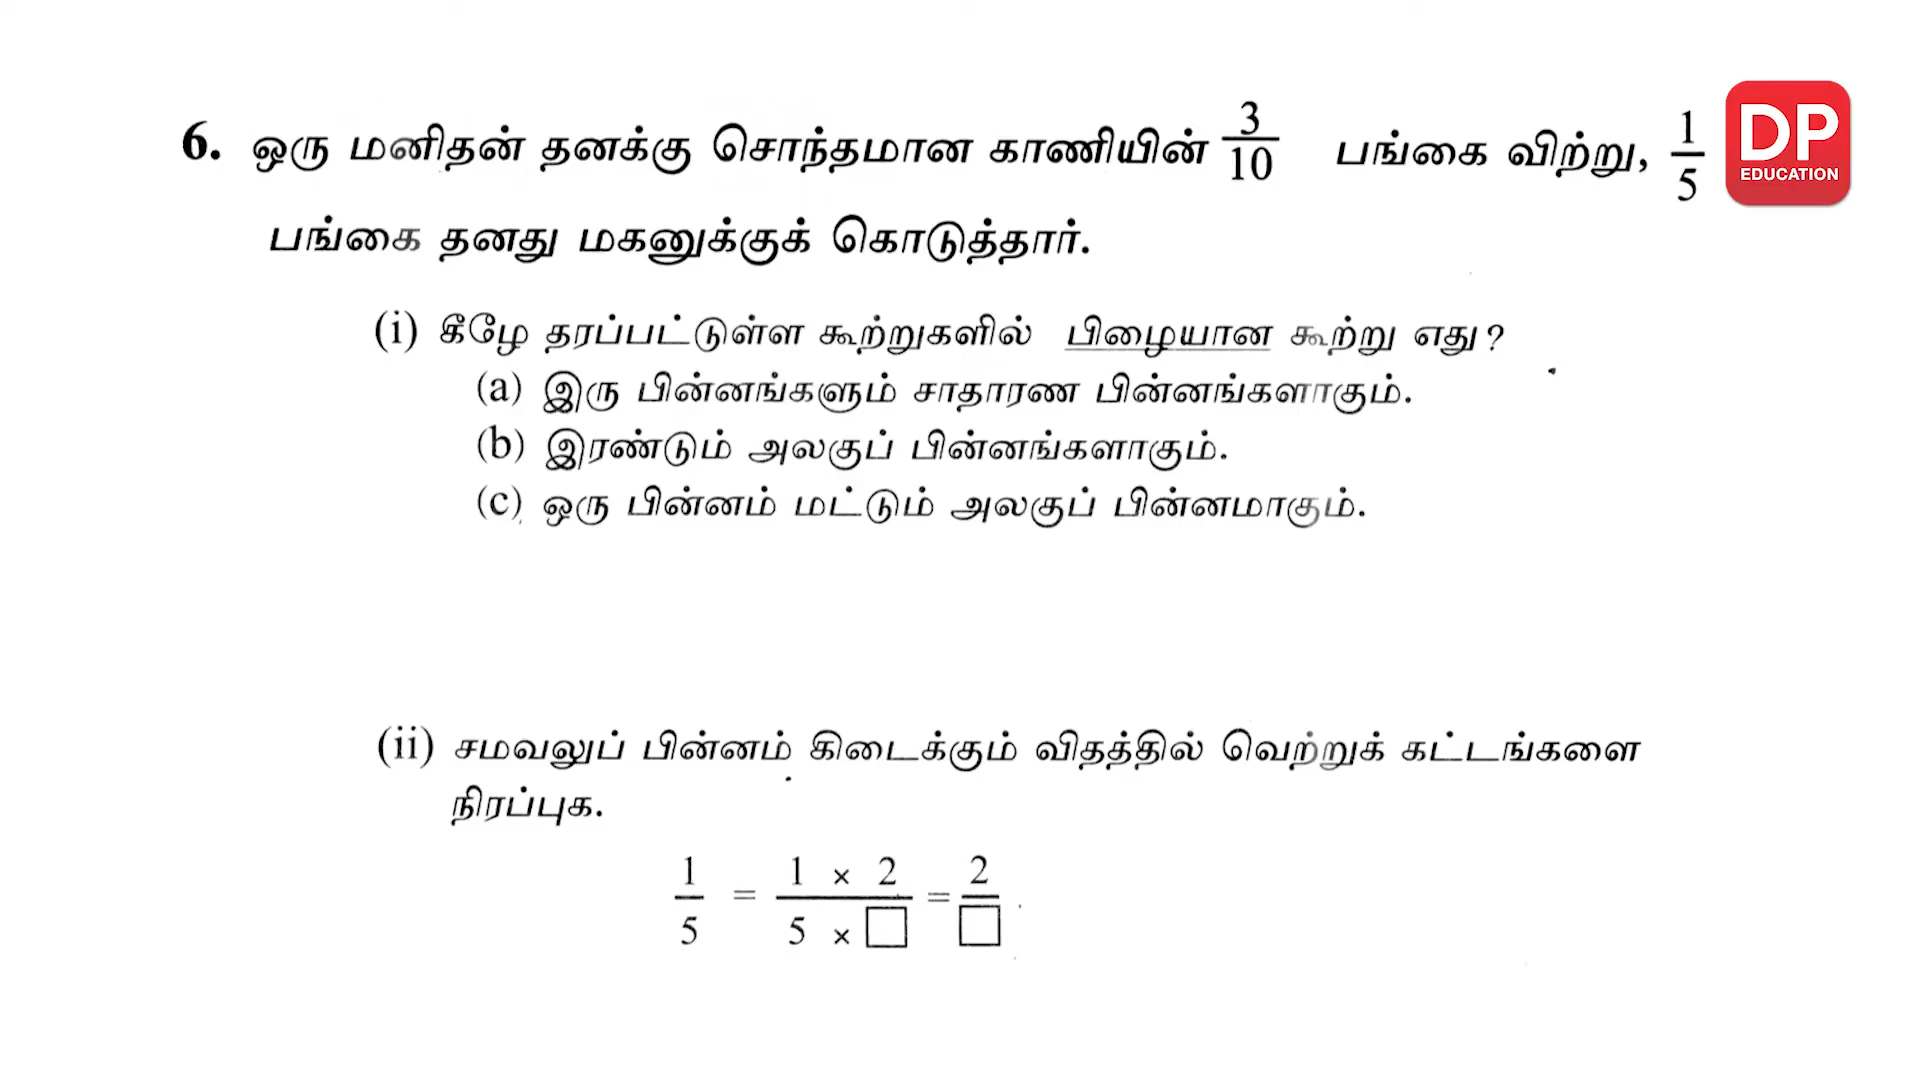 6. ஒரு மனிதன் தனக்கு சொந்தமான காணியின் 3/10 பங்கை விற்று, 1/5
DP
EDUCATION
பங்கை தனது மகனுக்குக் கொடுத்தார்.
(i) கீழே தரப்பட்டுள்ள கூற்றுகளில் பிழையான கூற்று எது?
(a) இரு பின்னங்களும் சாதாரண பின்னங்களாகும்.
(b) இரண்டும் அலகுப் பின்னங்களாகும்.
(c) ஒரு பின்னம் மட்டும் அலகுப் பின்னமாகும்.
(ii) சமவலுப் பின்னம் கிடைக்கும் விதத்தில் வெற்றுக் கட்டங்களை
நிரப்புக.
1/5 = (1 × 2)/(5 × □) = 2/□